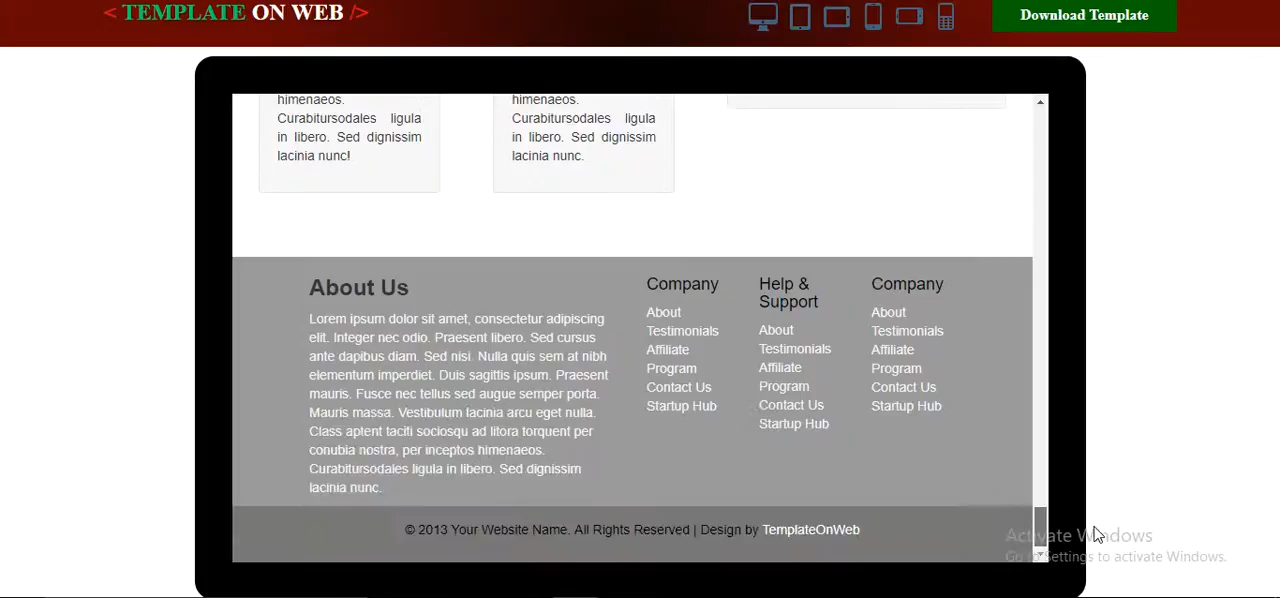 < TEMPLATE ON WEB />
Download Template
himenaeos.
Curabitursodales ligula
in libero. Sed dignissim
lacinia nunc!
himenaeos.
Curabitursodales ligula
in libero. Sed dignissim
lacinia nunc.
About Us
Lorem ipsum dolor sit amet, consectetur adipiscing
elit. Integer nec odio. Praesent libero. Sed cursus
ante dapibus diam. Sed nisi. Nulla quis sem at nibh
elementum imperdiet. Duis sagittis ipsum. Praesent
mauris. Fusce nec tellus sed augue semper porta.
Mauris massa. Vestibulum lacinia arcu eget nulla.
Class aptent taciti sociosqu ad litora torquent per
conubia nostra, per inceptos himenaeos.
Curabitursodales ligula in libero. Sed dignissim
lacinia nunc.
Company
About
Testimonials
Affiliate
Program
Contact Us
Startup Hub
Help &
Support
About
Testimonials
Affiliate
Program
Contact Us
Startup Hub
Company
About
Testimonials
Affiliate
Program
Contact Us
Startup Hub
© 2013 Your Website Name. All Rights Reserved | Design by TemplateOnWeb
Activate Windows
Go to Settings to activate Windows.